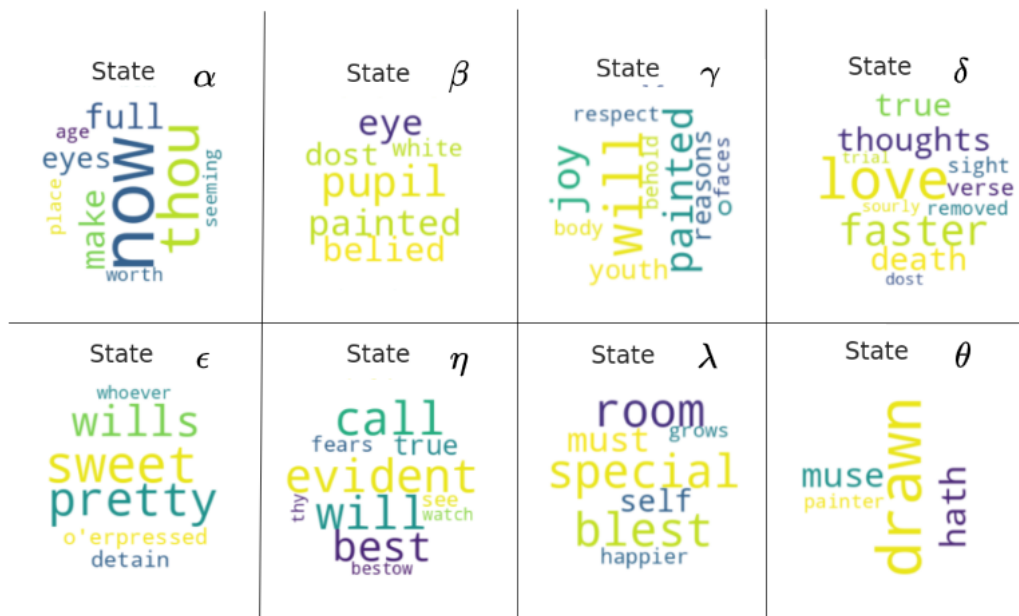 State α
full
age
eyes
now
thou
place
make
seeming
worth
State β
eye
dost
white
pupil
painted
belied
State γ
respect
joy
will
behold
painted
reasons
faces
o
body
youth
State δ
true
thoughts
trial
love
sight
verse
sourly
removed
faster
death
dost
State ϵ
whoever
wills
sweet
pretty
o'erpressed
detain
State η
call
fears
true
evident
thy
will
see
watch
best
bestow
State λ
room
must
grows
special
self
blest
happier
State θ
drawn
muse
painter
hath